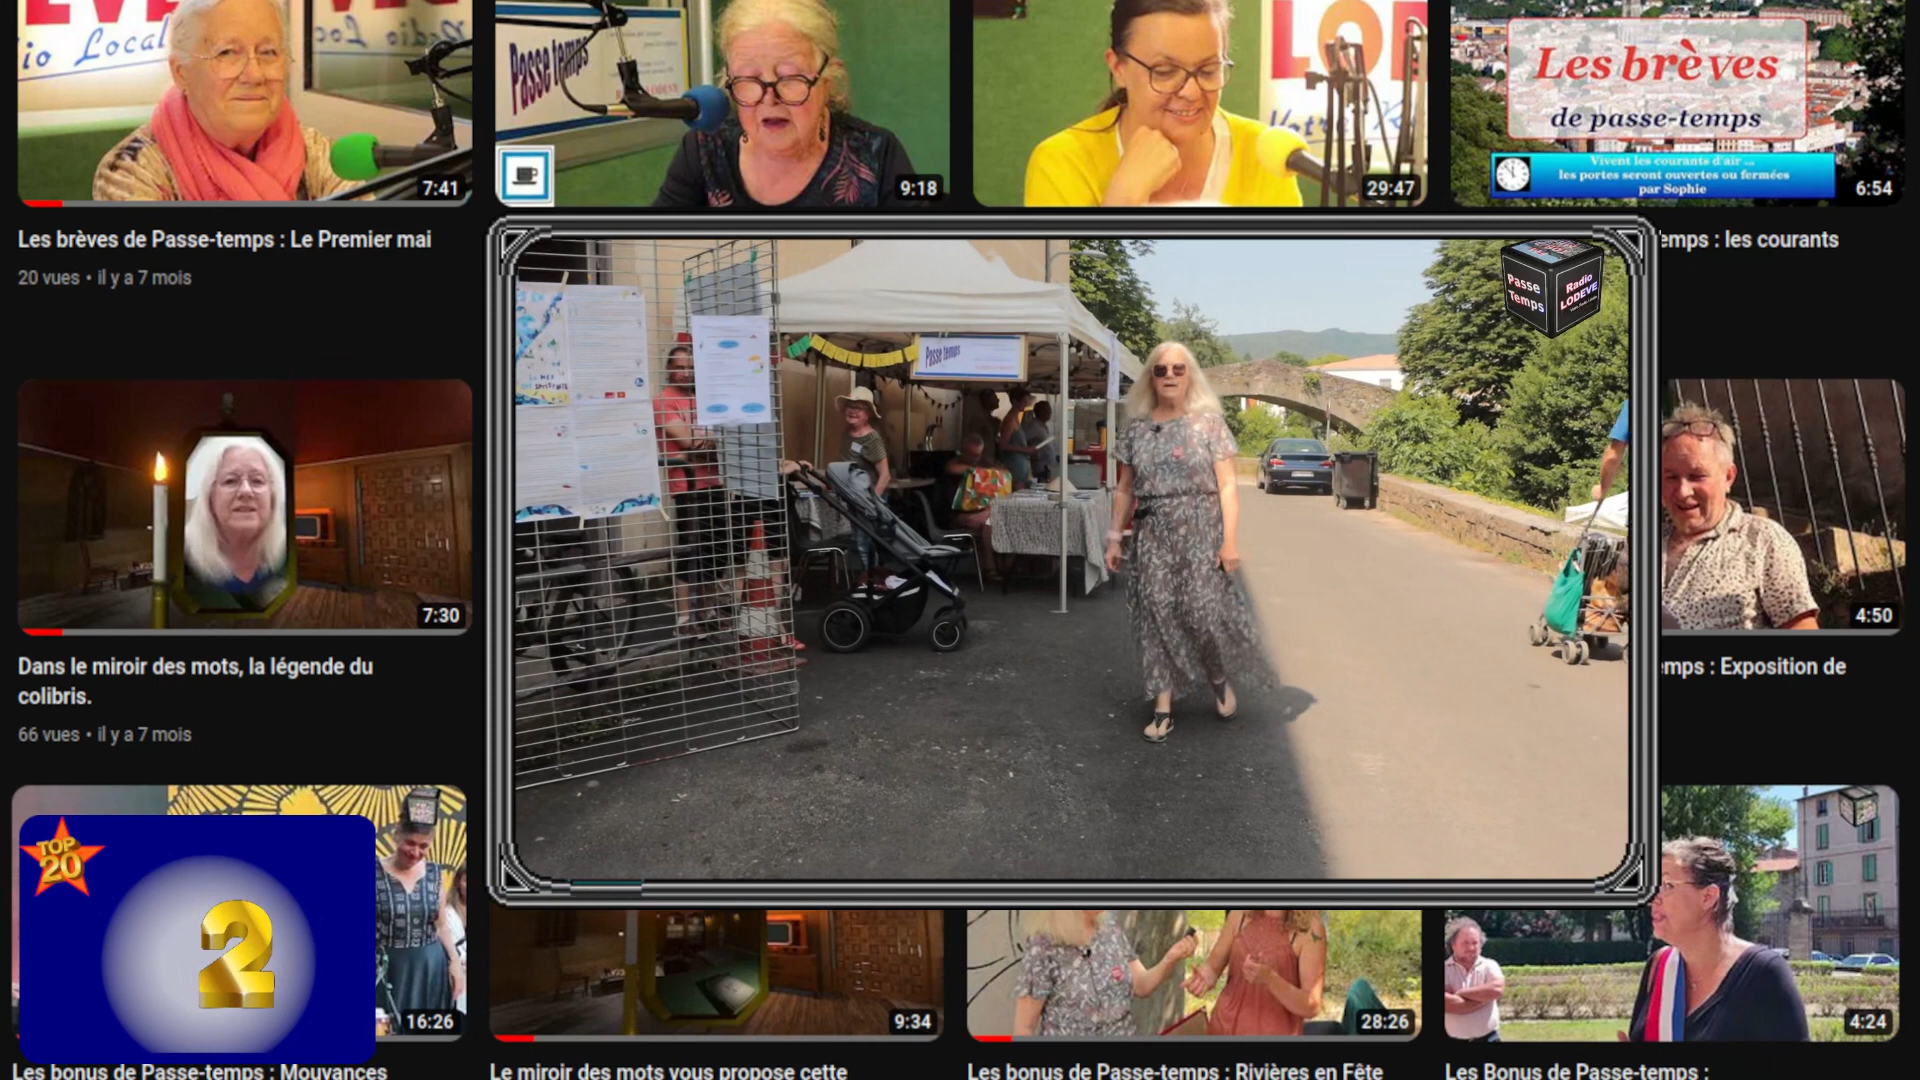 io Locale
Passe temps
LOD
Votre R
Les brèves
de passe-temps
Vivent les courants d'air ...
les portes seront ouvertes ou fermées
par Sophie
7:41
9:18
29:47
6:54
Les brèves de Passe-temps : Le Premier mai
emps : les courants
20 vues • il y a 7 mois
Passe
Temps
Radio
LODEVE
Passe temps
7:30
4:50
Dans le miroir des mots, la légende du
colibris.
emps : Exposition de
66 vues • il y a 7 mois
TOP
20
2
16:26
9:34
28:26
4:24
Les bonus de Passe-temps : Mouvances
Le miroir des mots vous propose cette
Les bonus de Passe-temps : Rivières en Fête
Les Bonus de Passe-temps :